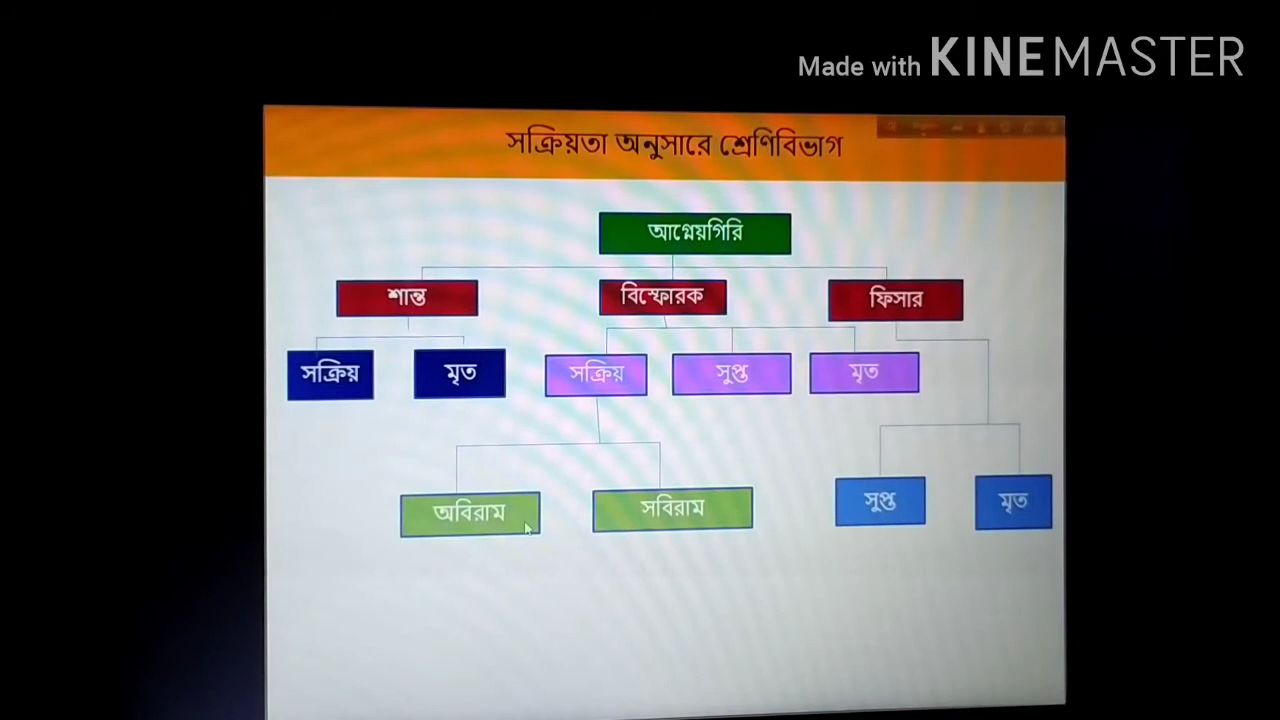 Made with KINEMASTER
সক্রিয়তা অনুসারে শ্রেণিবিভাগ
আগ্নেয়গিরি
শান্ত বিস্ফোরক ফিসার
সক্রিয় মৃত সক্রিয় সুপ্ত মৃত
অবিরাম সবিরাম সুপ্ত মৃত